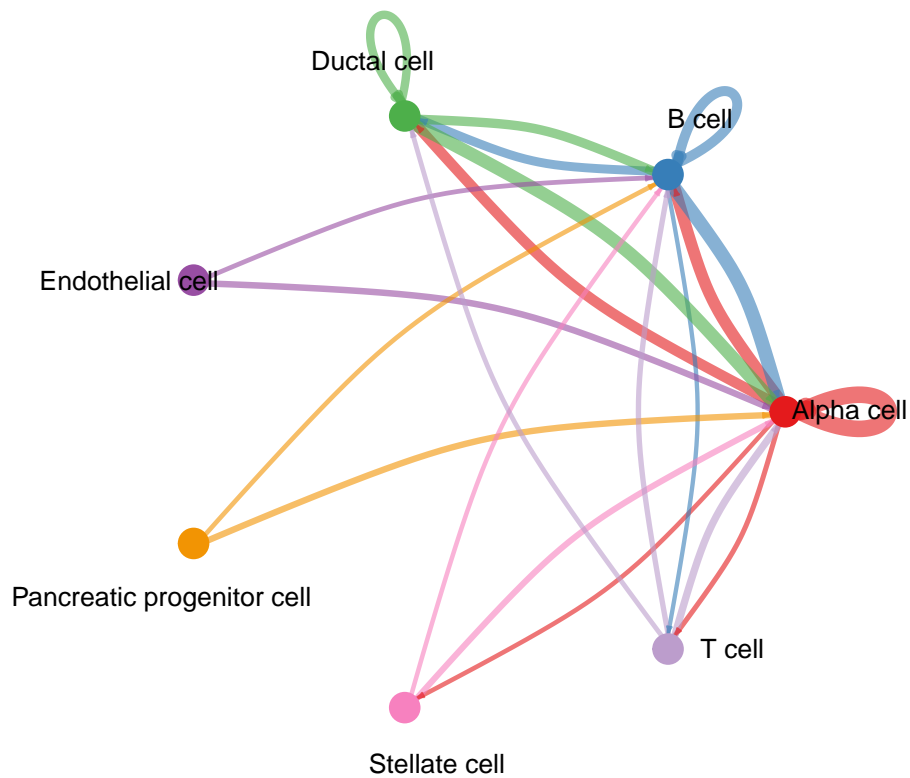 Ductal cell
B cell
Endothelial cell
Alpha cell
Pancreatic progenitor cell
T cell
Stellate cell